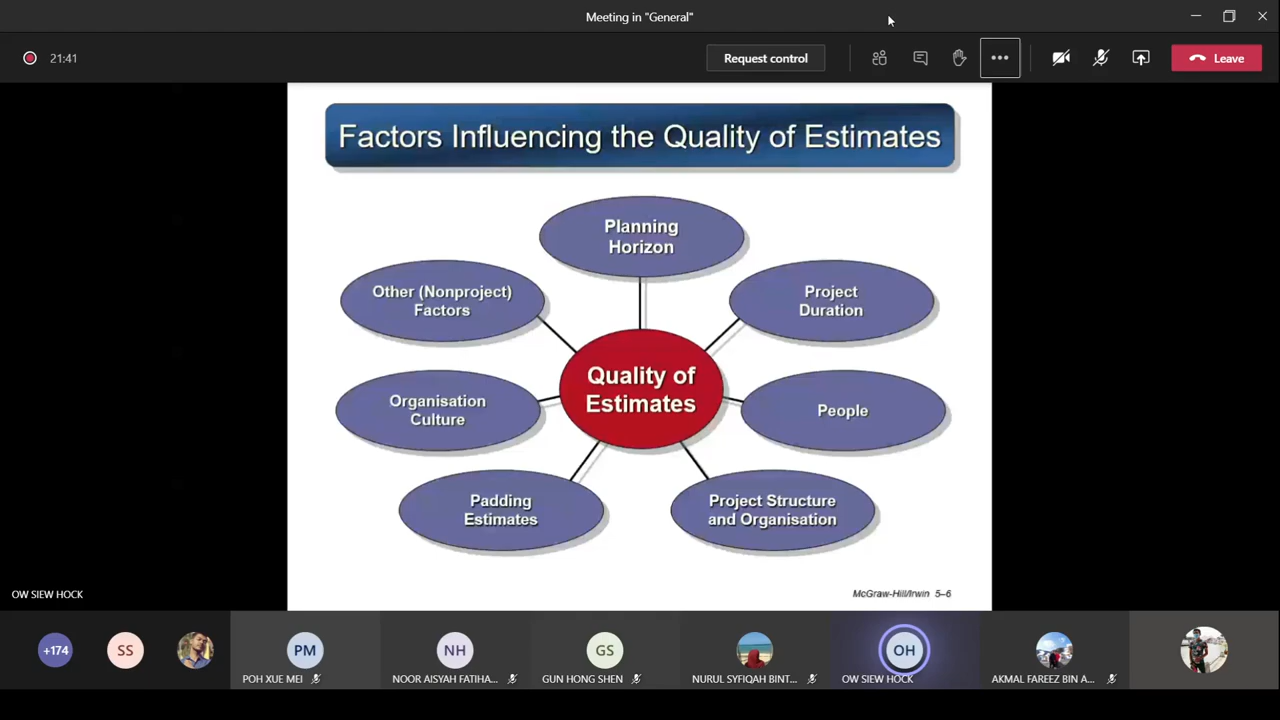 Meeting in "General"
21:41
Request control
Leave
Factors Influencing the Quality of Estimates
Planning
Horizon
Other (Nonproject)
Factors
Project
Duration
Quality of
Estimates
Organisation
Culture
People
Padding
Estimates
Project Structure
and Organisation
McGraw-Hill/Irwin 5–6
OW SIEW HOCK
+174
SS
PM
NH
GS
OH
POH XUE MEI
NOOR AISYAH FATIHA...
GUN HONG SHEN
NURUL SYFIQAH BINT...
OW SIEW HOCK
AKMAL FAREEZ BIN A...